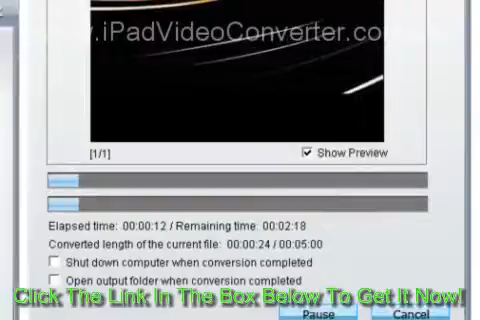 .iPadVideoConverter.com
[1/1]
Show Preview
Elapsed time: 00:00:12 / Remaining time: 00:02:18
Converted length of the current file: 00:00:24 / 00:05:00
Shut down computer when conversion completed
Open output folder when conversion completed
Click The Link In The Box Below To Get It Now!
Pause
Cancel